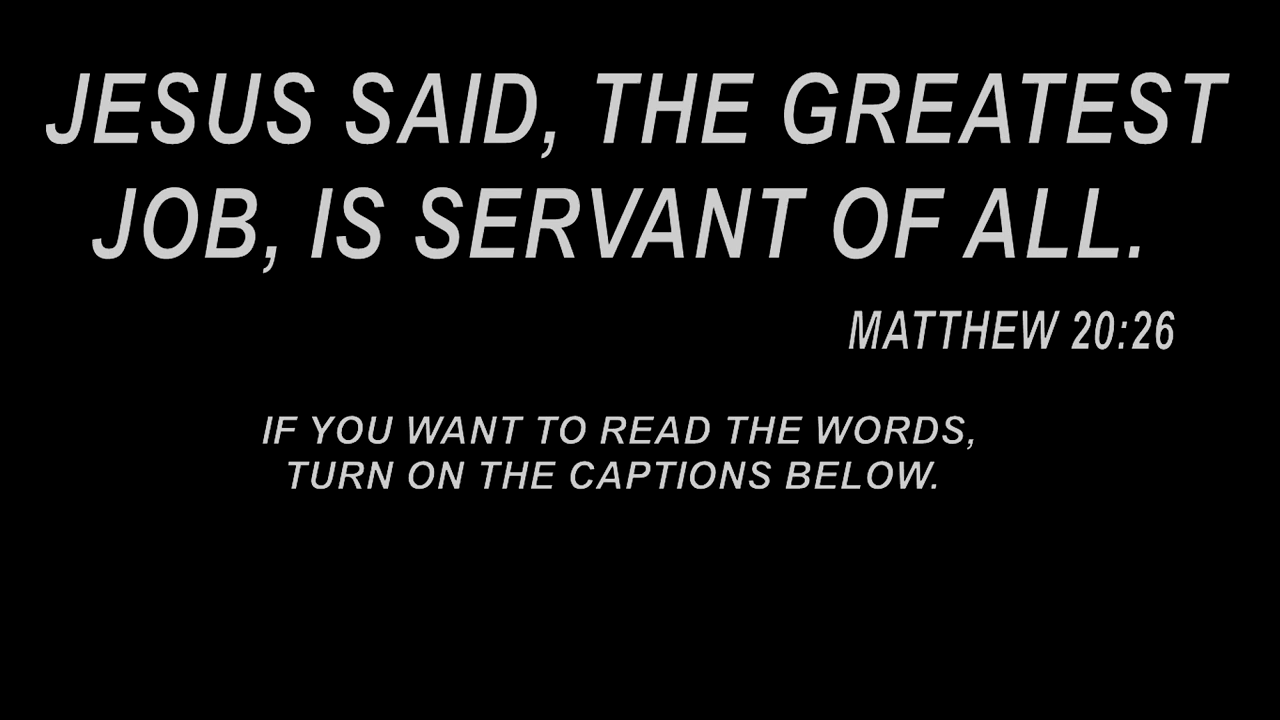 JESUS SAID, THE GREATEST
JOB, IS SERVANT OF ALL.
MATTHEW 20:26
IF YOU WANT TO READ THE WORDS,
TURN ON THE CAPTIONS BELOW.